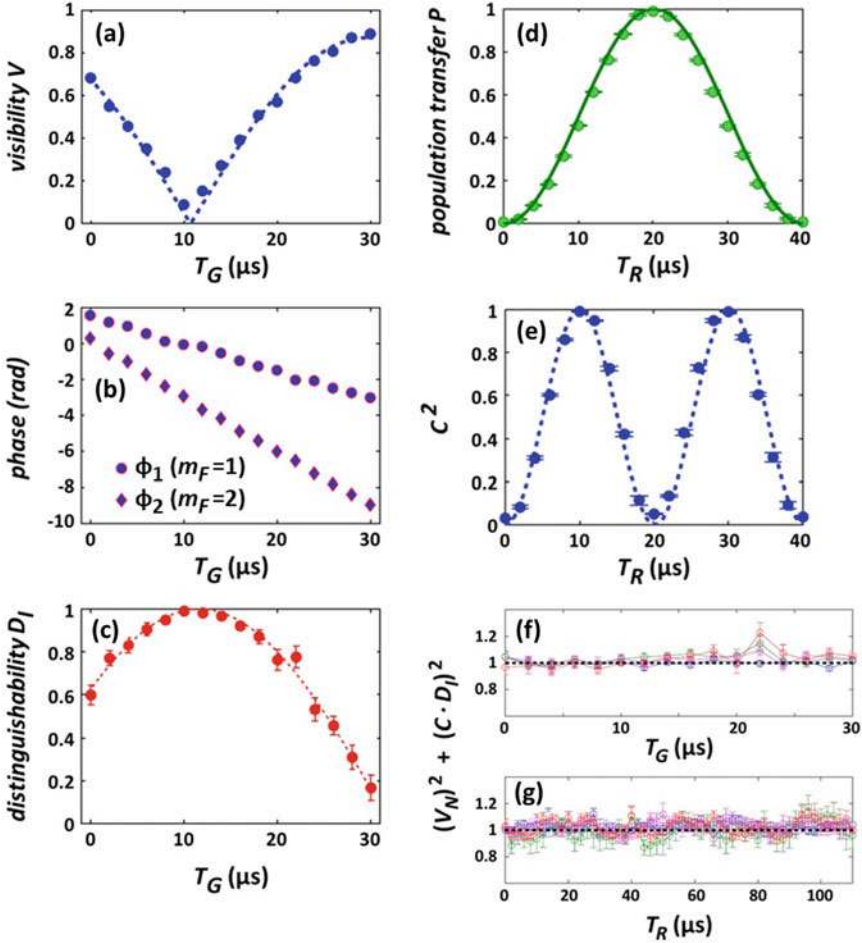 (a)
visibility V
1
0.8
0.6
0.4
0.2
0
0 10 20 30
T_G (μs)
(b)
phase (rad)
2
0
-2
-4
-6
-8
-10
ϕ₁ (m_F=1)
ϕ₂ (m_F=2)
0 10 20 30
T_G (μs)
(c)
distinguishability D_I
1
0.8
0.6
0.4
0.2
0
0 10 20 30
T_G (μs)
(d)
population transfer P
1
0.8
0.6
0.4
0.2
0
0 10 20 30 40
T_R (μs)
(e)
C²
1
0.8
0.6
0.4
0.2
0
0 10 20 30 40
T_R (μs)
(V_N)² + (C · D_I)²
(f)
1.2
1
0.8
0 10 20 30
T_G (μs)
(g)
1.2
1
0.8
0 20 40 60 80 100
T_R (μs)